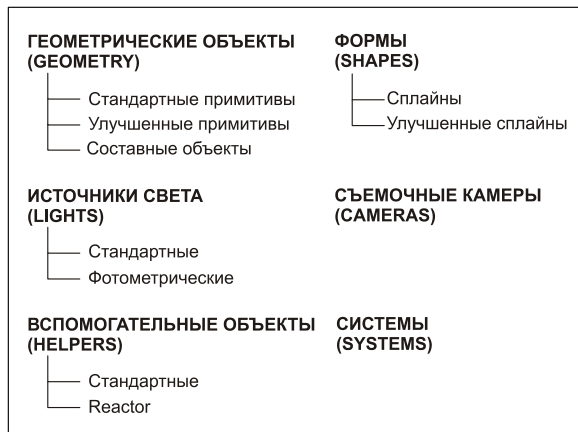 ГЕОМЕТРИЧЕСКИЕ ОБЪЕКТЫ
(GEOMETRY)
Стандартные примитивы
Улучшенные примитивы
Составные объекты
ФОРМЫ
(SHAPES)
Сплайны
Улучшенные сплайны
ИСТОЧНИКИ СВЕТА
(LIGHTS)
Стандартные
Фотометрические
СЪЕМОЧНЫЕ КАМЕРЫ
(CAMERAS)
ВСПОМОГАТЕЛЬНЫЕ ОБЪЕКТЫ
(HELPERS)
Стандартные
Reactor
СИСТЕМЫ
(SYSTEMS)